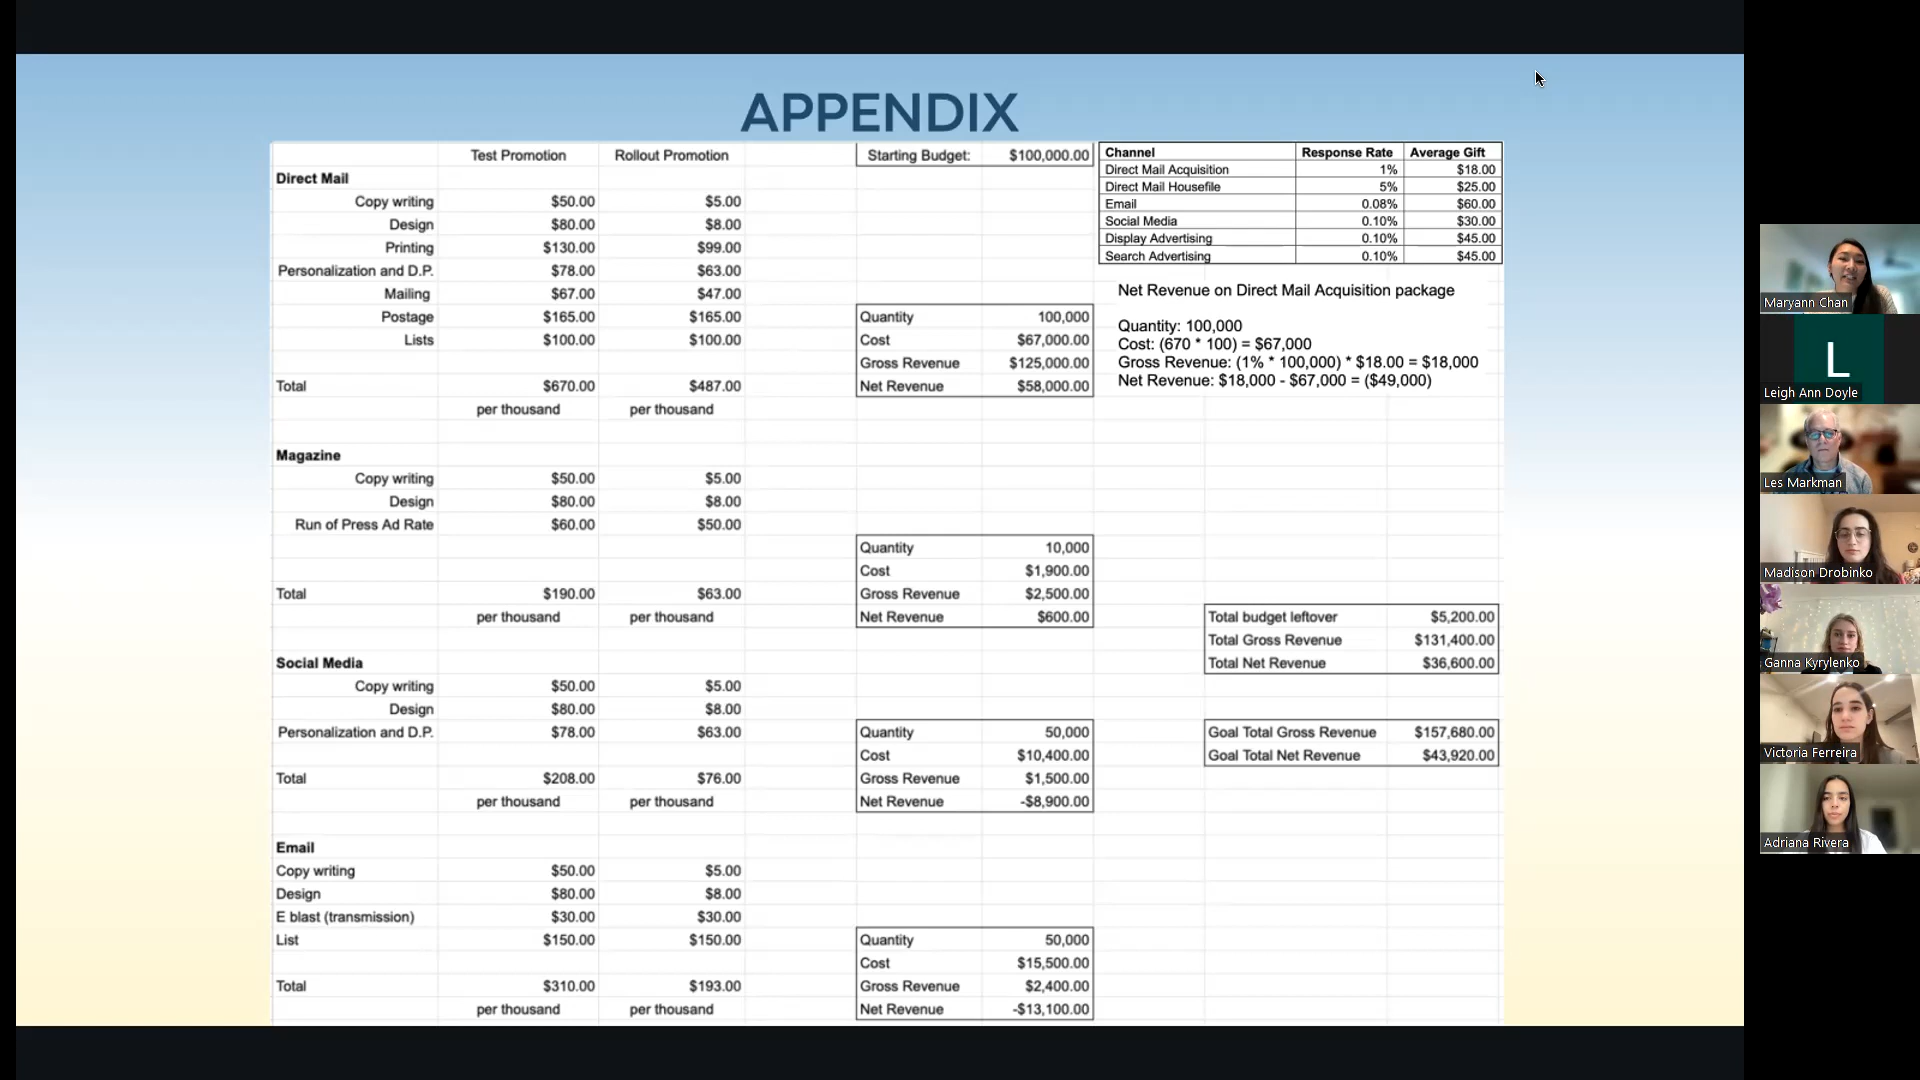 APPENDIX
Test Promotion Rollout Promotion Starting Budget: $100,000.00
Direct Mail
Copy writing $50.00 $5.00
Design $80.00 $8.00
Printing $130.00 $99.00
Personalization and D.P. $78.00 $63.00
Mailing $67.00 $47.00
Postage $165.00 $165.00
Lists $100.00 $100.00
Total $670.00 $487.00
per thousand per thousand
Quantity 100,000
Cost $67,000.00
Gross Revenue $125,000.00
Net Revenue $58,000.00
Channel Response Rate Average Gift
Direct Mail Acquisition 1% $18.00
Direct Mail Housefile 5% $25.00
Email 0.08% $60.00
Social Media 0.10% $30.00
Display Advertising 0.10% $45.00
Search Advertising 0.10% $45.00
Net Revenue on Direct Mail Acquisition package
Quantity: 100,000
Cost: (670 * 100) = $67,000
Gross Revenue: (1% * 100,000) * $18.00 = $18,000
Net Revenue: $18,000 - $67,000 = ($49,000)
Magazine
Copy writing $50.00 $5.00
Design $80.00 $8.00
Run of Press Ad Rate $60.00 $50.00
Total $190.00 $63.00
per thousand per thousand
Quantity 10,000
Cost $1,900.00
Gross Revenue $2,500.00
Net Revenue $600.00
Total budget leftover $5,200.00
Total Gross Revenue $131,400.00
Total Net Revenue $36,600.00
Social Media
Copy writing $50.00 $5.00
Design $80.00 $8.00
Personalization and D.P. $78.00 $63.00
Total $208.00 $76.00
per thousand per thousand
Quantity 50,000
Cost $10,400.00
Gross Revenue $1,500.00
Net Revenue -$8,900.00
Goal Total Gross Revenue $157,680.00
Goal Total Net Revenue $43,920.00
Email
Copy writing $50.00 $5.00
Design $80.00 $8.00
E blast (transmission) $30.00 $30.00
List $150.00 $150.00
Total $310.00 $193.00
per thousand per thousand
Quantity 50,000
Cost $15,500.00
Gross Revenue $2,400.00
Net Revenue -$13,100.00
Maryann Chan
L
Leigh Ann Doyle
Les Markman
Madison Drobinko
Ganna Kyrylenko
Victoria Ferreira
Adriana Rivera